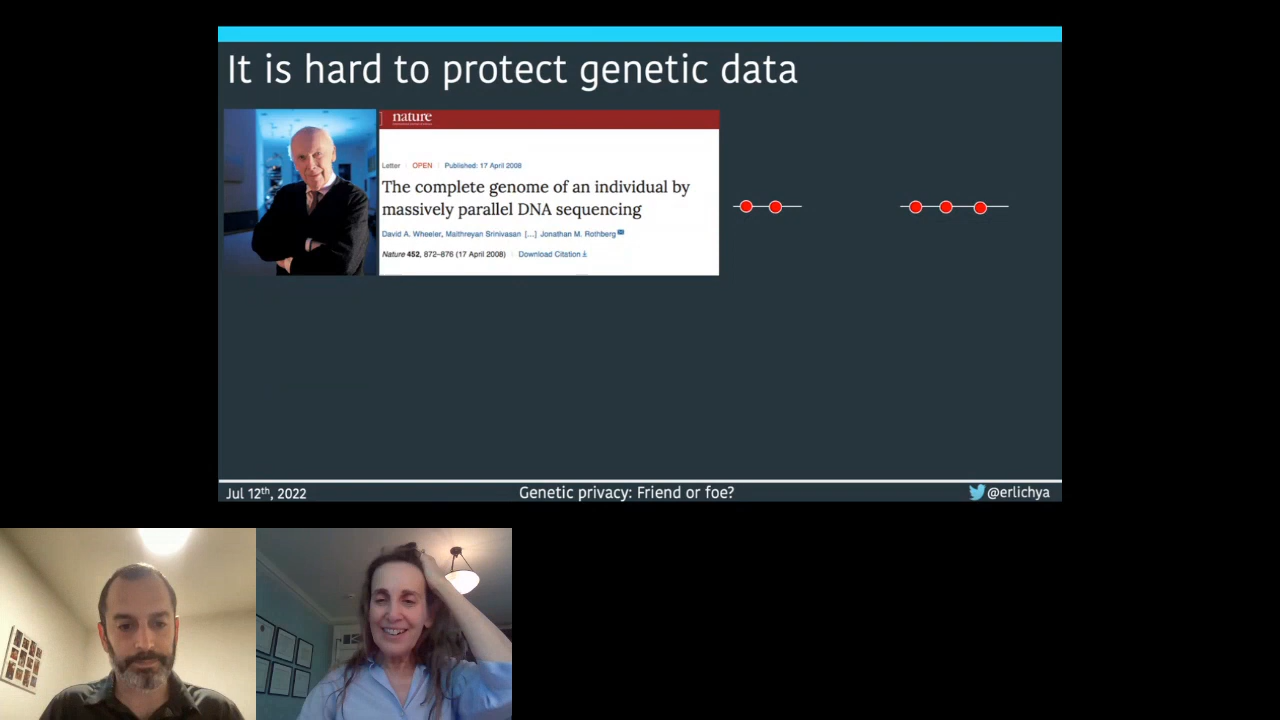 It is hard to protect genetic data
nature
Letter | OPEN | Published: 17 April 2008
The complete genome of an individual by
massively parallel DNA sequencing
David A. Wheeler, Maithreyan Srinivasan [...] Jonathan M. Rothberg
Nature 452, 872–876 (17 April 2008) | Download Citation
Jul 12th, 2022
Genetic privacy: Friend or foe?
@erlichya